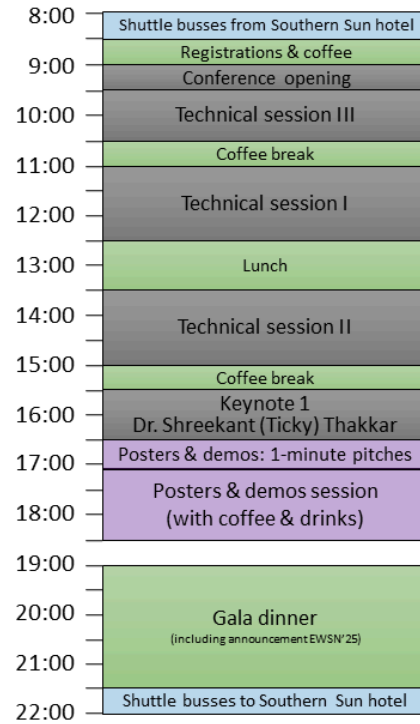 8:00
Shuttle busses from Southern Sun hotel
Registrations & coffee
9:00
Conference opening
10:00
Technical session III
11:00
Coffee break
Technical session I
12:00
13:00
Lunch
14:00
Technical session II
15:00
Coffee break
Keynote 1
16:00
Dr. Shreekant (Ticky) Thakkar
Posters & demos: 1-minute pitches
17:00
Posters & demos session
18:00
(with coffee & drinks)
19:00
20:00
Gala dinner
(including announcement EWSN'25)
21:00
Shuttle busses to Southern Sun hotel
22:00